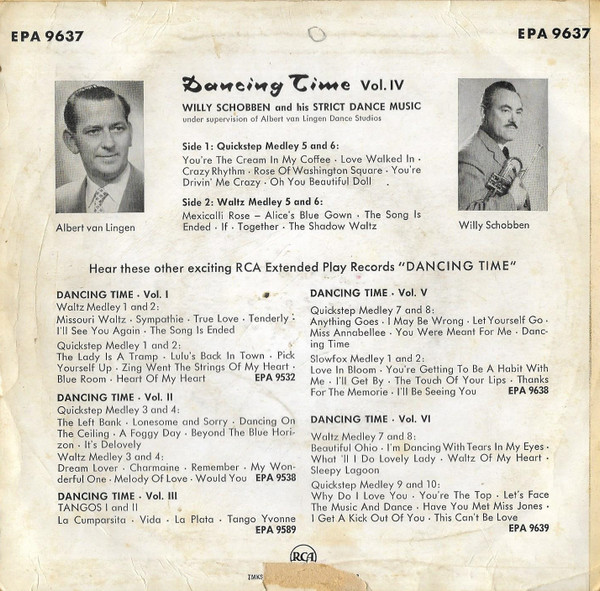 EPA 9637
EPA 9637
Dancing Time Vol. IV
WILLY SCHOBBEN and his STRICT DANCE MUSIC
under supervision of Albert van Lingen Dance Studios
Side 1: Quickstep Medley 5 and 6:
You're The Cream In My Coffee · Love Walked In ·
Crazy Rhythm · Rose Of Washington Square · You're
Drivin' Me Crazy · Oh You Beautiful Doll
Side 2: Waltz Medley 5 and 6:
Mexicalli Rose – Alice's Blue Gown · The Song Is
Ended · If · Together · The Shadow Waltz
Albert van Lingen
Willy Schobben
Hear these other exciting RCA Extended Play Records "DANCING TIME"
DANCING TIME · Vol. I
Waltz Medley 1 and 2:
Missouri Waltz · Sympathie · True Love · Tenderly ·
I'll See You Again · The Song Is Ended
Quickstep Medley 1 and 2:
The Lady Is A Tramp · Lulu's Back In Town · Pick
Yourself Up · Zing Went The Strings Of My Heart ·
Blue Room · Heart Of My Heart EPA 9532
DANCING TIME · Vol. II
Quickstep Medley 3 and 4:
The Left Bank · Lonesome and Sorry · Dancing On
The Ceiling · A Foggy Day · Beyond The Blue Hori-
zon · It's Delovely
Waltz Medley 3 and 4:
Dream Lover · Charmaine · Remember · My Won-
derful One · Melody Of Love · Would You EPA 9538
DANCING TIME · Vol. III
TANGOS I and II
La Cumparsita · Vida · La Plata · Tango Yvonne
EPA 9589
DANCING TIME · Vol. V
Quickstep Medley 7 and 8:
Anything Goes · I May Be Wrong · Let Yourself Go ·
Miss Annabellee · You Were Meant For Me · Danc-
ing Time
Slowfox Medley 1 and 2:
Love In Bloom · You're Getting To Be A Habit With
Me · I'll Get By · The Touch Of Your Lips · Thanks
For The Memorie · I'll Be Seeing You EPA 9638
DANCING TIME · Vol. VI
Waltz Medley 7 and 8:
Beautiful Ohio · I'm Dancing With Tears In My Eyes ·
What 'll I Do Lovely Lady · Waltz Of My Heart ·
Sleepy Lagoon
Quickstep Medley 9 and 10:
Why Do I Love You · You're The Top · Let's Face
The Music And Dance · Have You Met Miss Jones ·
I Get A Kick Out Of You · This Can't Be Love
EPA 9639
RCA